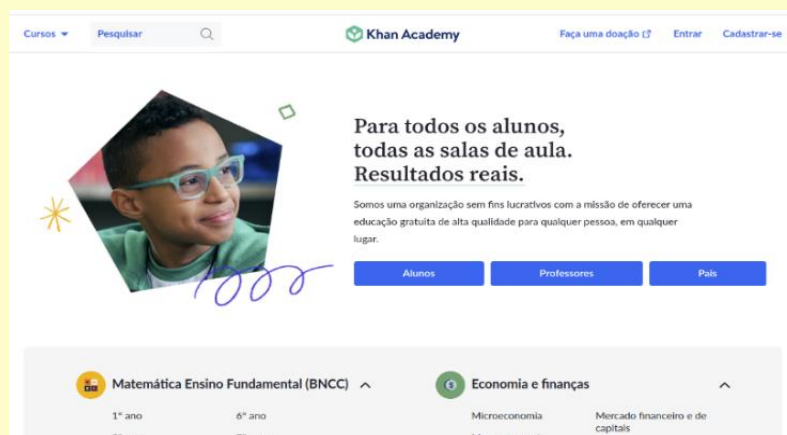 Cursos Pesquisar Khan Academy Faça uma doação Entrar Cadastrar-se
Para todos os alunos,
todas as salas de aula.
Resultados reais.
Somos uma organização sem fins lucrativos com a missão de oferecer uma
educação gratuita de alta qualidade para qualquer pessoa, em qualquer
lugar.
Alunos Professores Pais
Matemática Ensino Fundamental (BNCC) Economia e finanças
1º ano 6º ano Microeconomia Mercado financeiro e de
capitais